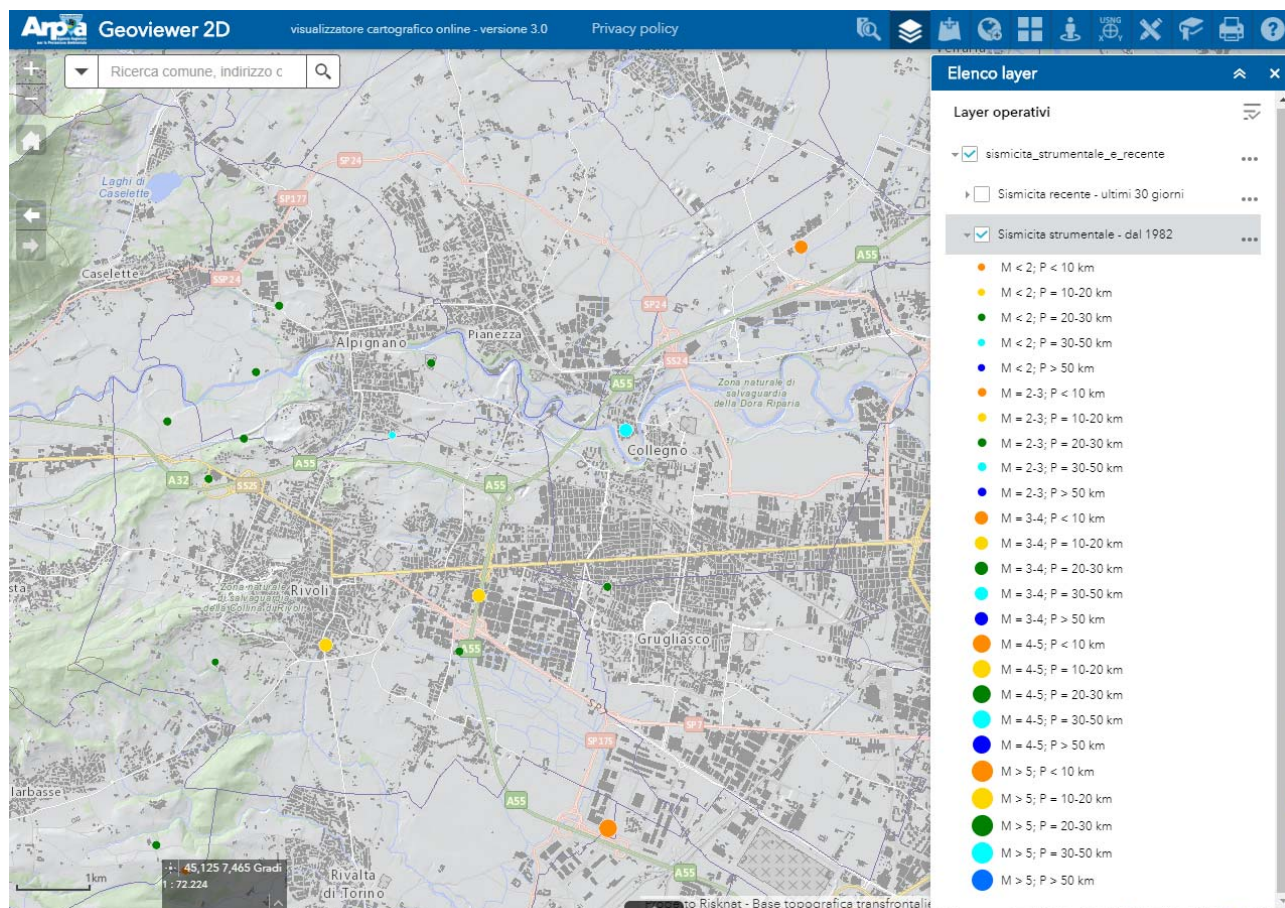 Arpa Geoviewer 2D
visualizzatore cartografico online - versione 3.0
Privacy policy
USNG
Ricerca comune, indirizzo c
Elenco layer
Layer operativi
sismicita_strumentale_e_recente
Sismicita recente - ultimi 30 giorni
Sismicita strumentale - dal 1982
M < 2; P < 10 km
M < 2; P = 10-20 km
M < 2; P = 20-30 km
M < 2; P = 30-50 km
M < 2; P > 50 km
M = 2-3; P < 10 km
M = 2-3; P = 10-20 km
M = 2-3; P = 20-30 km
M = 2-3; P = 30-50 km
M = 2-3; P > 50 km
M = 3-4; P < 10 km
M = 3-4; P = 10-20 km
M = 3-4; P = 20-30 km
M = 3-4; P = 30-50 km
M = 3-4; P > 50 km
M = 4-5; P < 10 km
M = 4-5; P = 10-20 km
M = 4-5; P = 20-30 km
M = 4-5; P = 30-50 km
M = 4-5; P > 50 km
M > 5; P < 10 km
M > 5; P = 10-20 km
M > 5; P = 20-30 km
M > 5; P = 30-50 km
M > 5; P > 50 km
SP24
Laghi di
Caselette
SP177
A55
Caselette
SSP24
SP24
Pianezza
Alpignano
SS24
A55
Zona naturale di
salvaguardia
della Dora Riparia
Collegno
A55
A32
SS25
A55
Rivoli
Zona naturale
di salvaguardia
della Collina di Rivoli
Grugliasco
A55
SP7
SP175
larbasse
A55
45,125 7,465 Gradi
1 : 72.224
1km
Rivalta
di Torino
Progetto Risknat - Base topografica transfrontalie